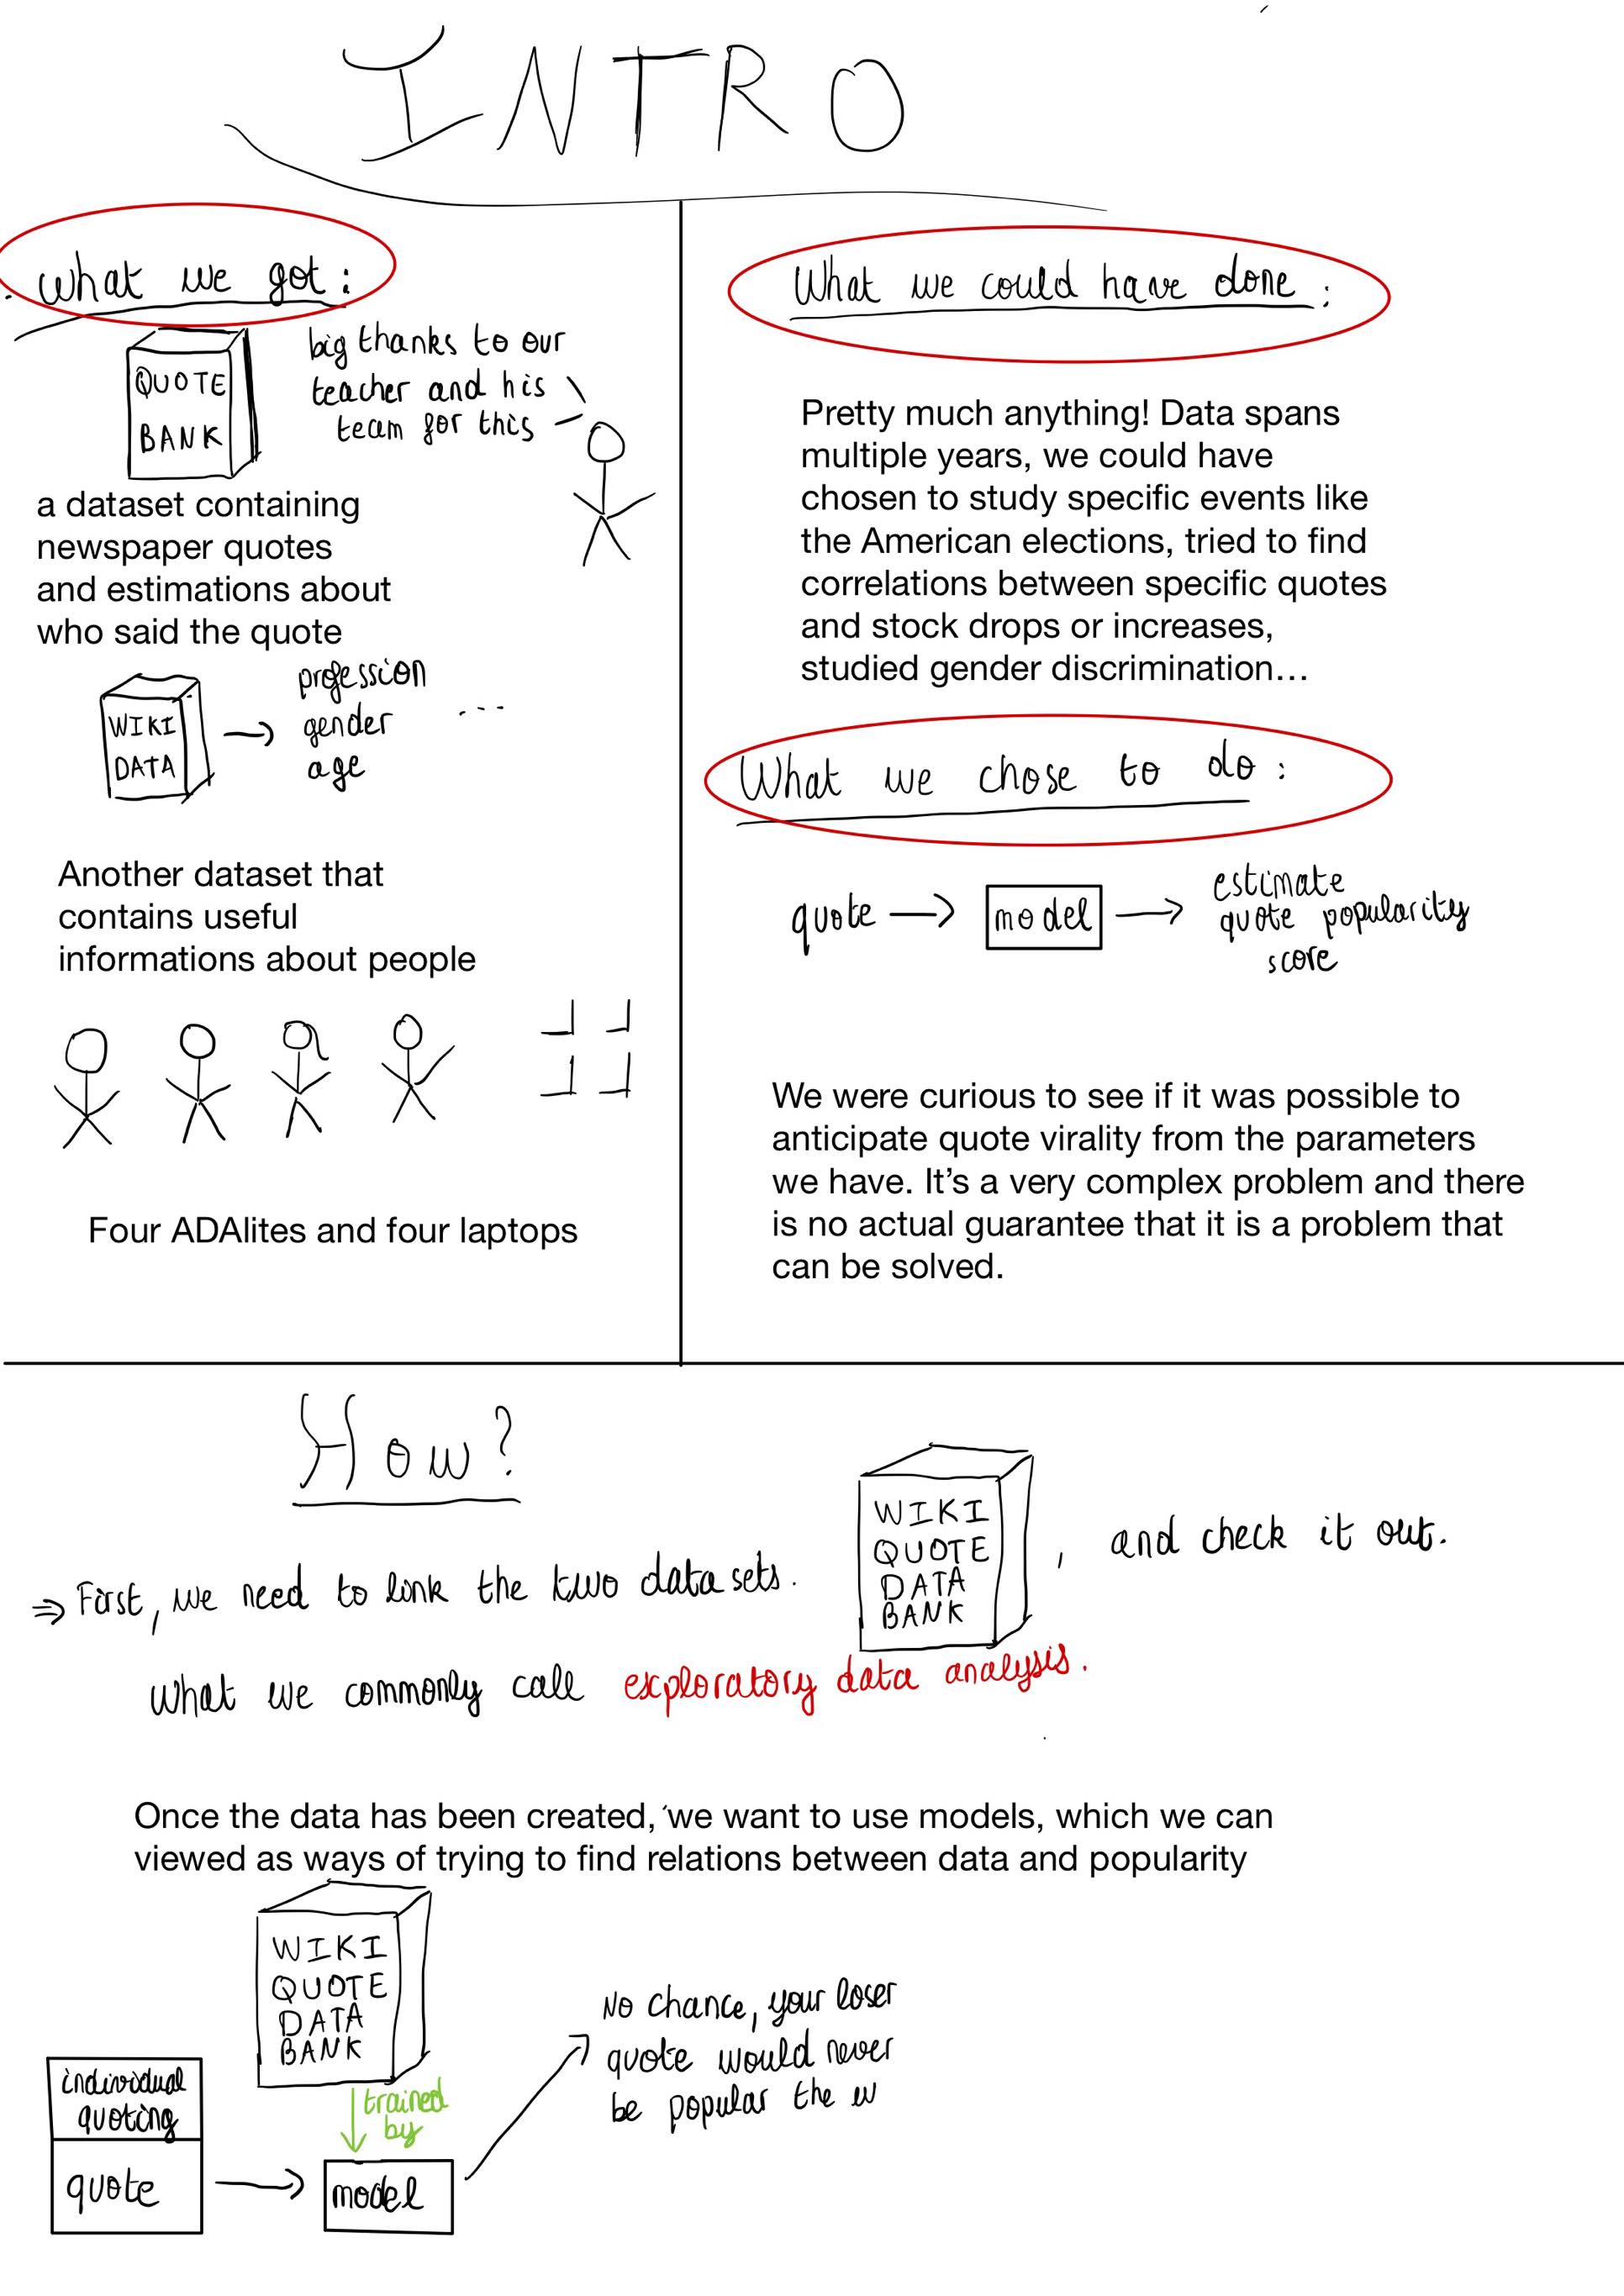 INTRO
What we got :
QUOTE
BANK
big thanks to our
teacher and his
team for this
a dataset containing
newspaper quotes
and estimations about
who said the quote
WIKI
DATA
profession
gender ...
age
Another dataset that
contains useful
informations about people
Four ADAlites and four laptops
What we could have done :
Pretty much anything! Data spans
multiple years, we could have
chosen to study specific events like
the American elections, tried to find
correlations between specific quotes
and stock drops or increases,
studied gender discrimination…
What we chose to do :
quote → model → estimate
quote popularity
score
We were curious to see if it was possible to
anticipate quote virality from the parameters
we have. It's a very complex problem and there
is no actual guarantee that it is a problem that
can be solved.
How?
⇒ First, we need to link the two datasets.
WIKI
QUOTE
DATA
BANK
, and check it out.
What we commonly call exploratory data analysis.
Once the data has been created, we want to use models, which we can
viewed as ways of trying to find relations between data and popularity
WIKI
QUOTE
DATA
BANK
trained
by
individual
quoting
quote → model
No chance, your loser
quote would never
be popular the w